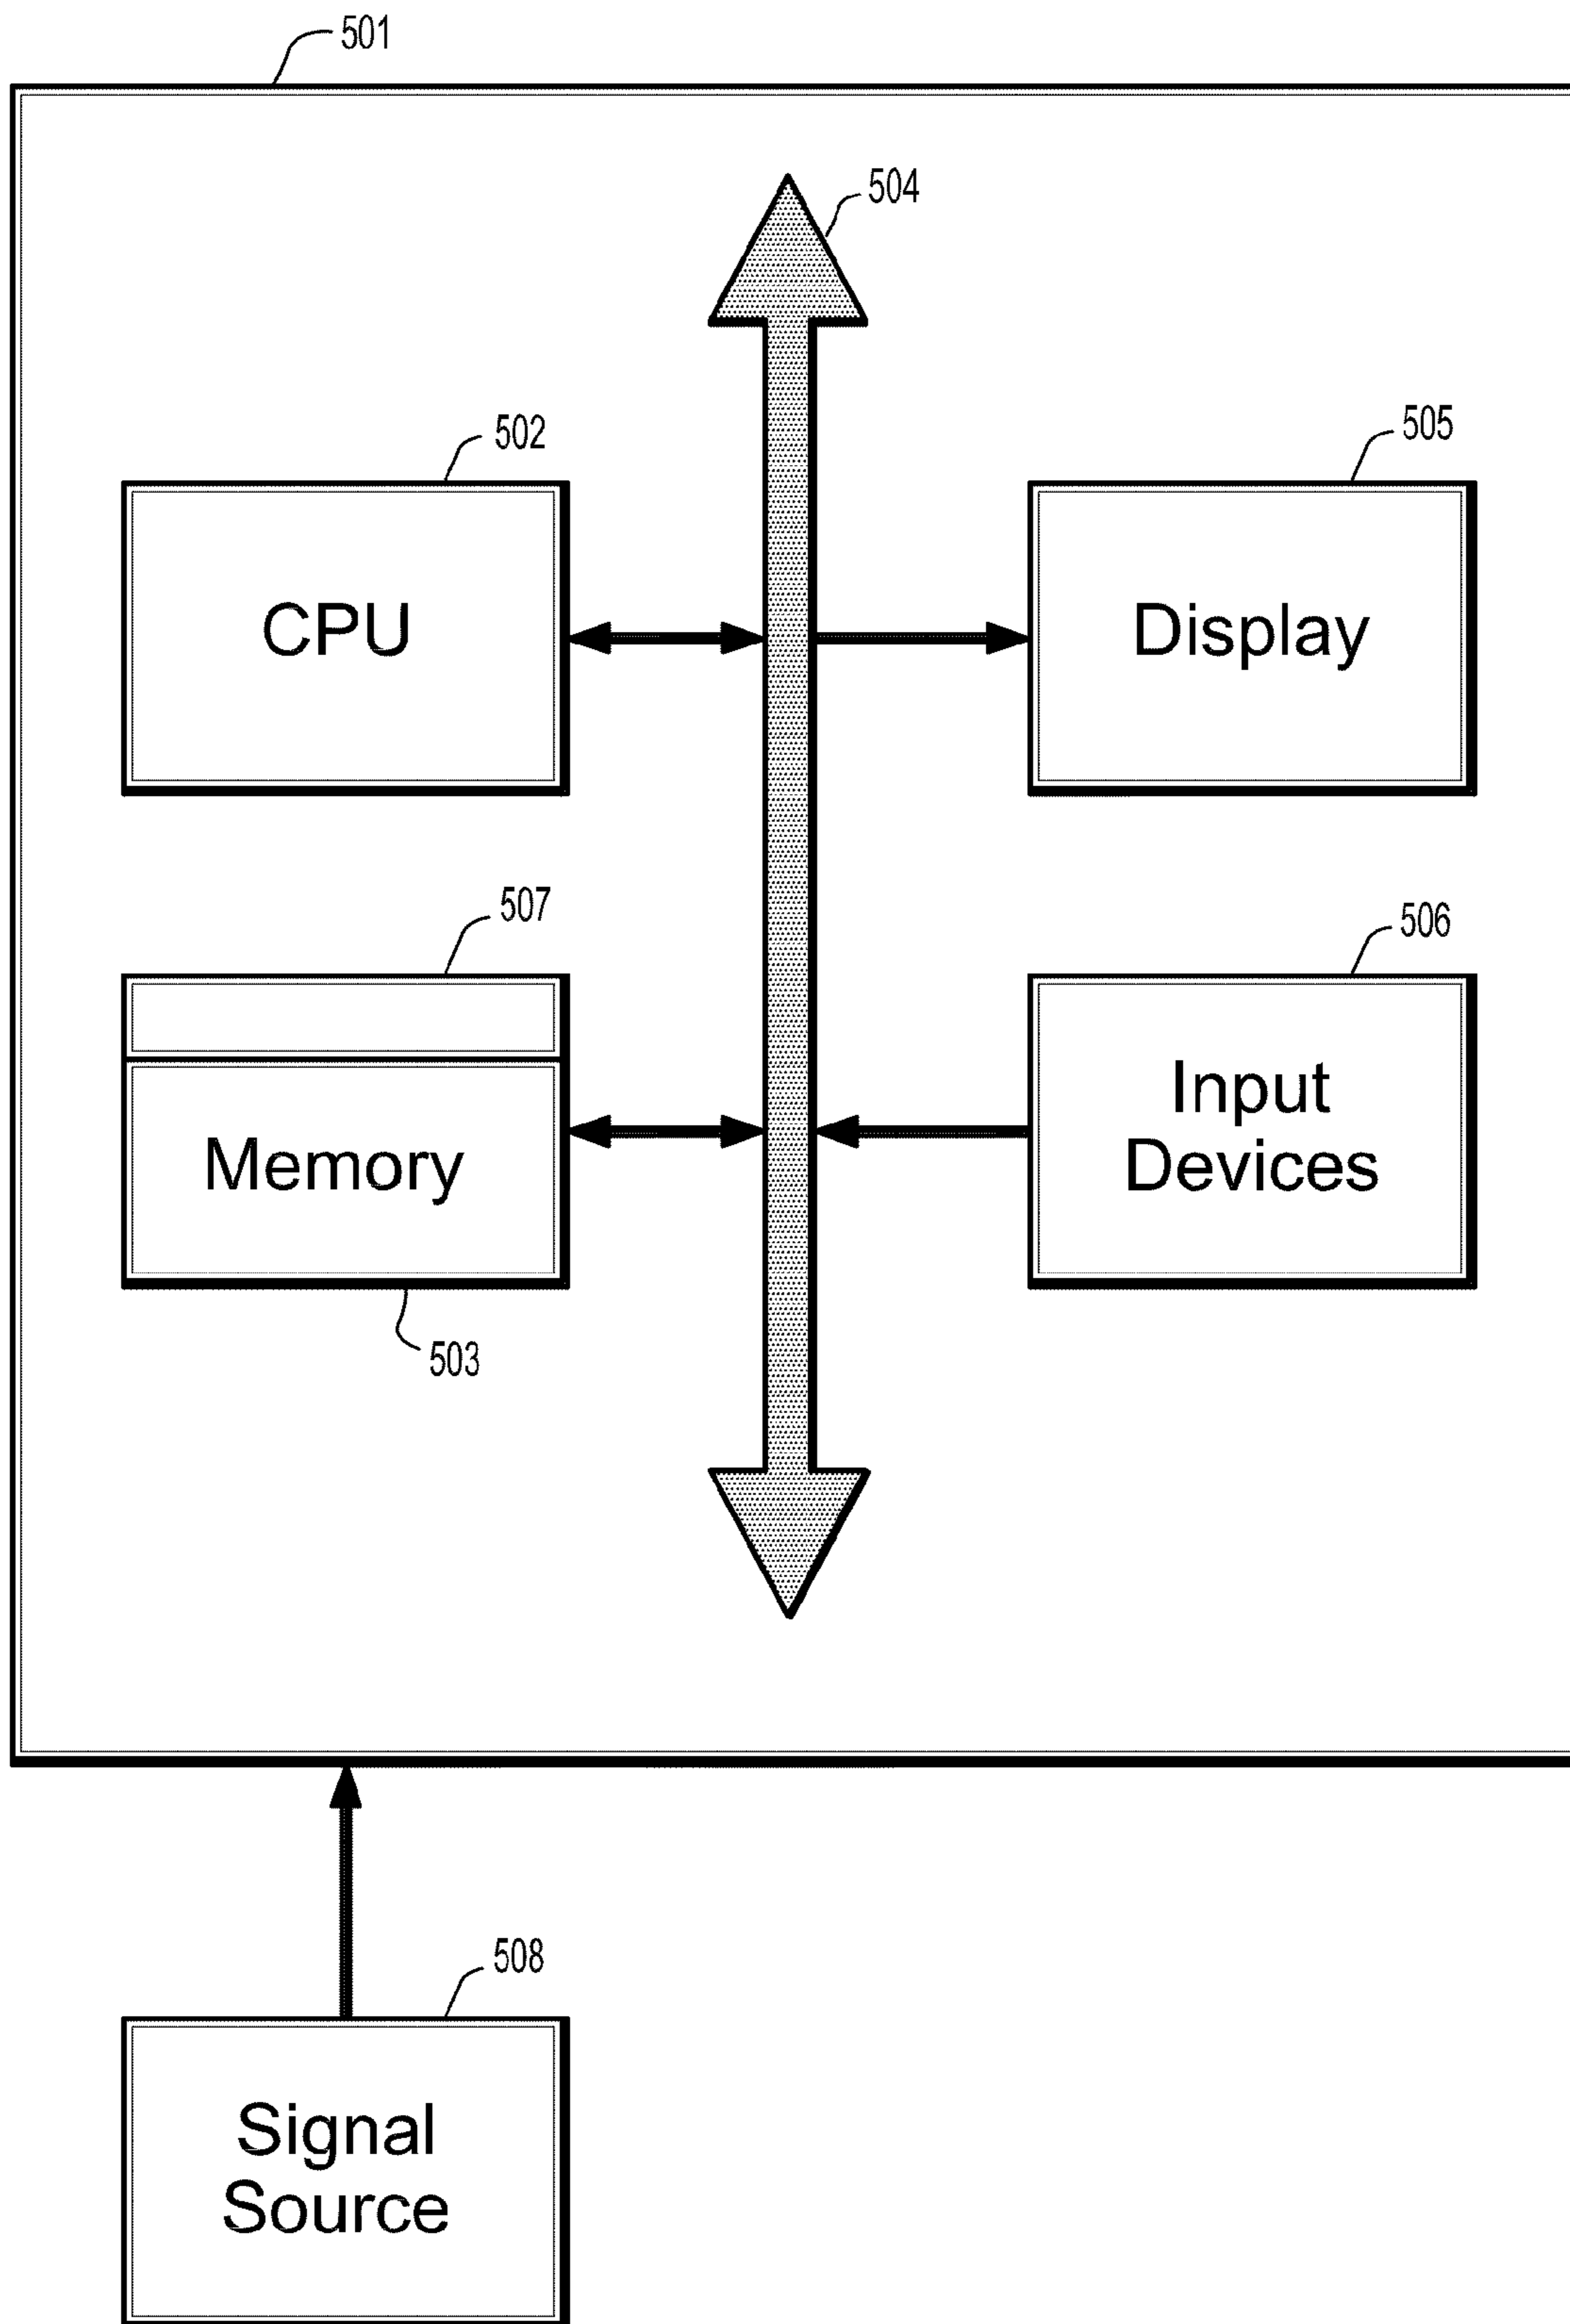 501
504
502
CPU
505
Display
507
Memory
503
506
Input
Devices
508
Signal
Source